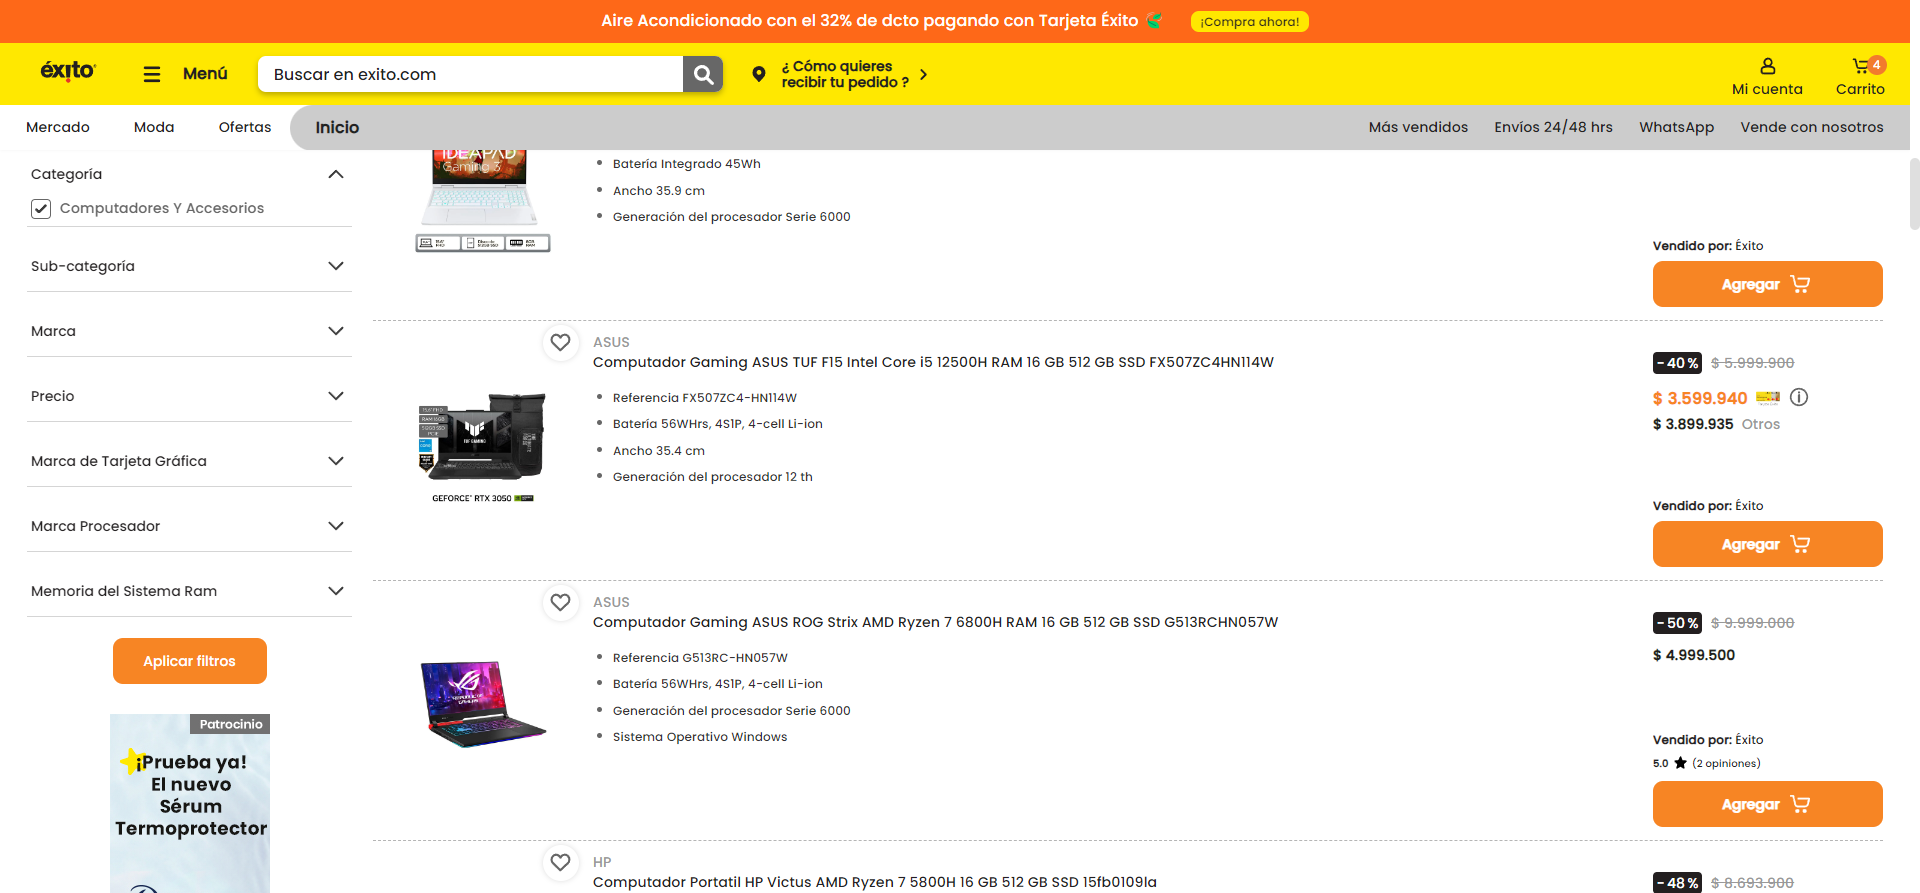 Aire Acondicionado con el 32% de dcto pagando con Tarjeta Éxito
¡Compra ahora!
éxito
Menú
Buscar en exito.com
¿ Cómo quieres
recibir tu pedido ?
Mi cuenta
4
Carrito
Mercado
Moda
Ofertas
Inicio
Más vendidos
Envíos 24/48 hrs
WhatsApp
Vende con nosotros
Categoría
Computadores Y Accesorios
Sub-categoría
Marca
Precio
Marca de Tarjeta Gráfica
Marca Procesador
Memoria del Sistema Ram
Aplicar filtros
Patrocinio
¡Prueba ya!
El nuevo
Sérum
Termoprotector
IDEAPAD
Gaming 3
Batería Integrado 45Wh
Ancho 35.9 cm
Generación del procesador Serie 6000
Vendido por: Éxito
Agregar
ASUS
Computador Gaming ASUS TUF F15 Intel Core i5 12500H RAM 16 GB 512 GB SSD FX507ZC4HN114W
TUF GAMING
GEFORCE RTX 3050
Referencia FX507ZC4-HN114W
Batería 56WHrs, 4S1P, 4-cell Li-ion
Ancho 35.4 cm
Generación del procesador 12 th
-40%
$ 5.999.900
$ 3.599.940
$ 3.899.935 Otros
Vendido por: Éxito
Agregar
ASUS
Computador Gaming ASUS ROG Strix AMD Ryzen 7 6800H RAM 16 GB 512 GB SSD G513RCHN057W
Referencia G513RC-HN057W
Batería 56WHrs, 4S1P, 4-cell Li-ion
Generación del procesador Serie 6000
Sistema Operativo Windows
-50%
$ 9.999.000
$ 4.999.500
Vendido por: Éxito
5.0 (2 opiniones)
Agregar
HP
Computador Portatil HP Victus AMD Ryzen 7 5800H 16 GB 512 GB SSD 15fb0109la
-48%
$ 8.693.900